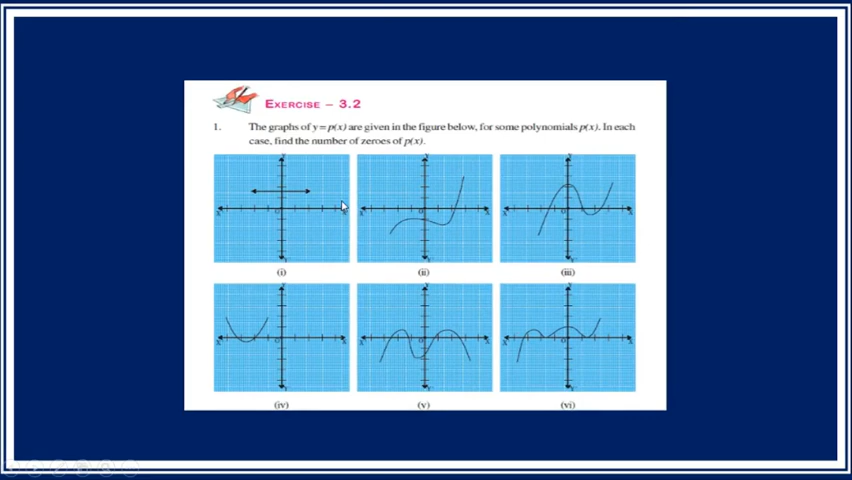 EXERCISE - 3.2
1. The graphs of y = p(x) are given in the figure below, for some polynomials p(x). In each
case, find the number of zeroes of p(x).
(i) (ii) (iii)
(iv) (v) (vi)